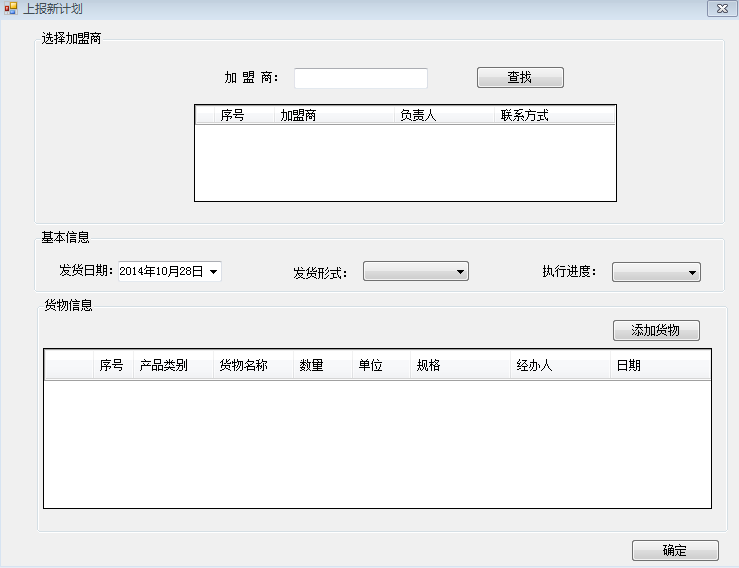 上报新计划
选择加盟商
加 盟 商： 查找
序号 加盟商 负责人 联系方式
基本信息
发货日期： 2014年10月28日 发货形式： 执行进度：
货物信息
添加货物
序号 产品类别 货物名称 数量 单位 规格 经办人 日期
确定